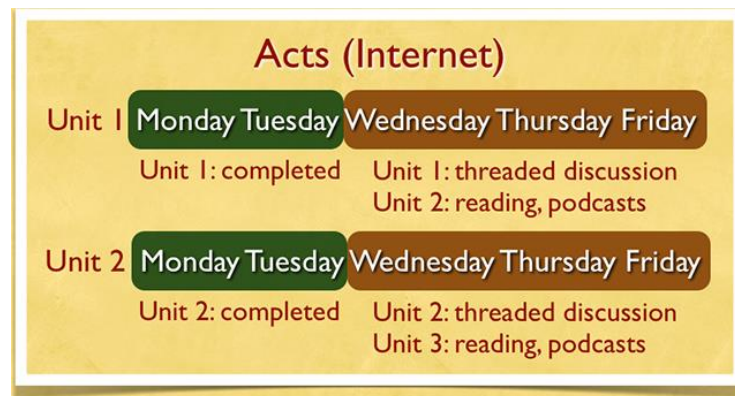 Acts (Internet)
Unit 1 Monday Tuesday Wednesday Thursday Friday
Unit 1: completed
Unit 1: threaded discussion
Unit 2: reading, podcasts
Unit 2 Monday Tuesday Wednesday Thursday Friday
Unit 2: completed
Unit 2: threaded discussion
Unit 3: reading, podcasts